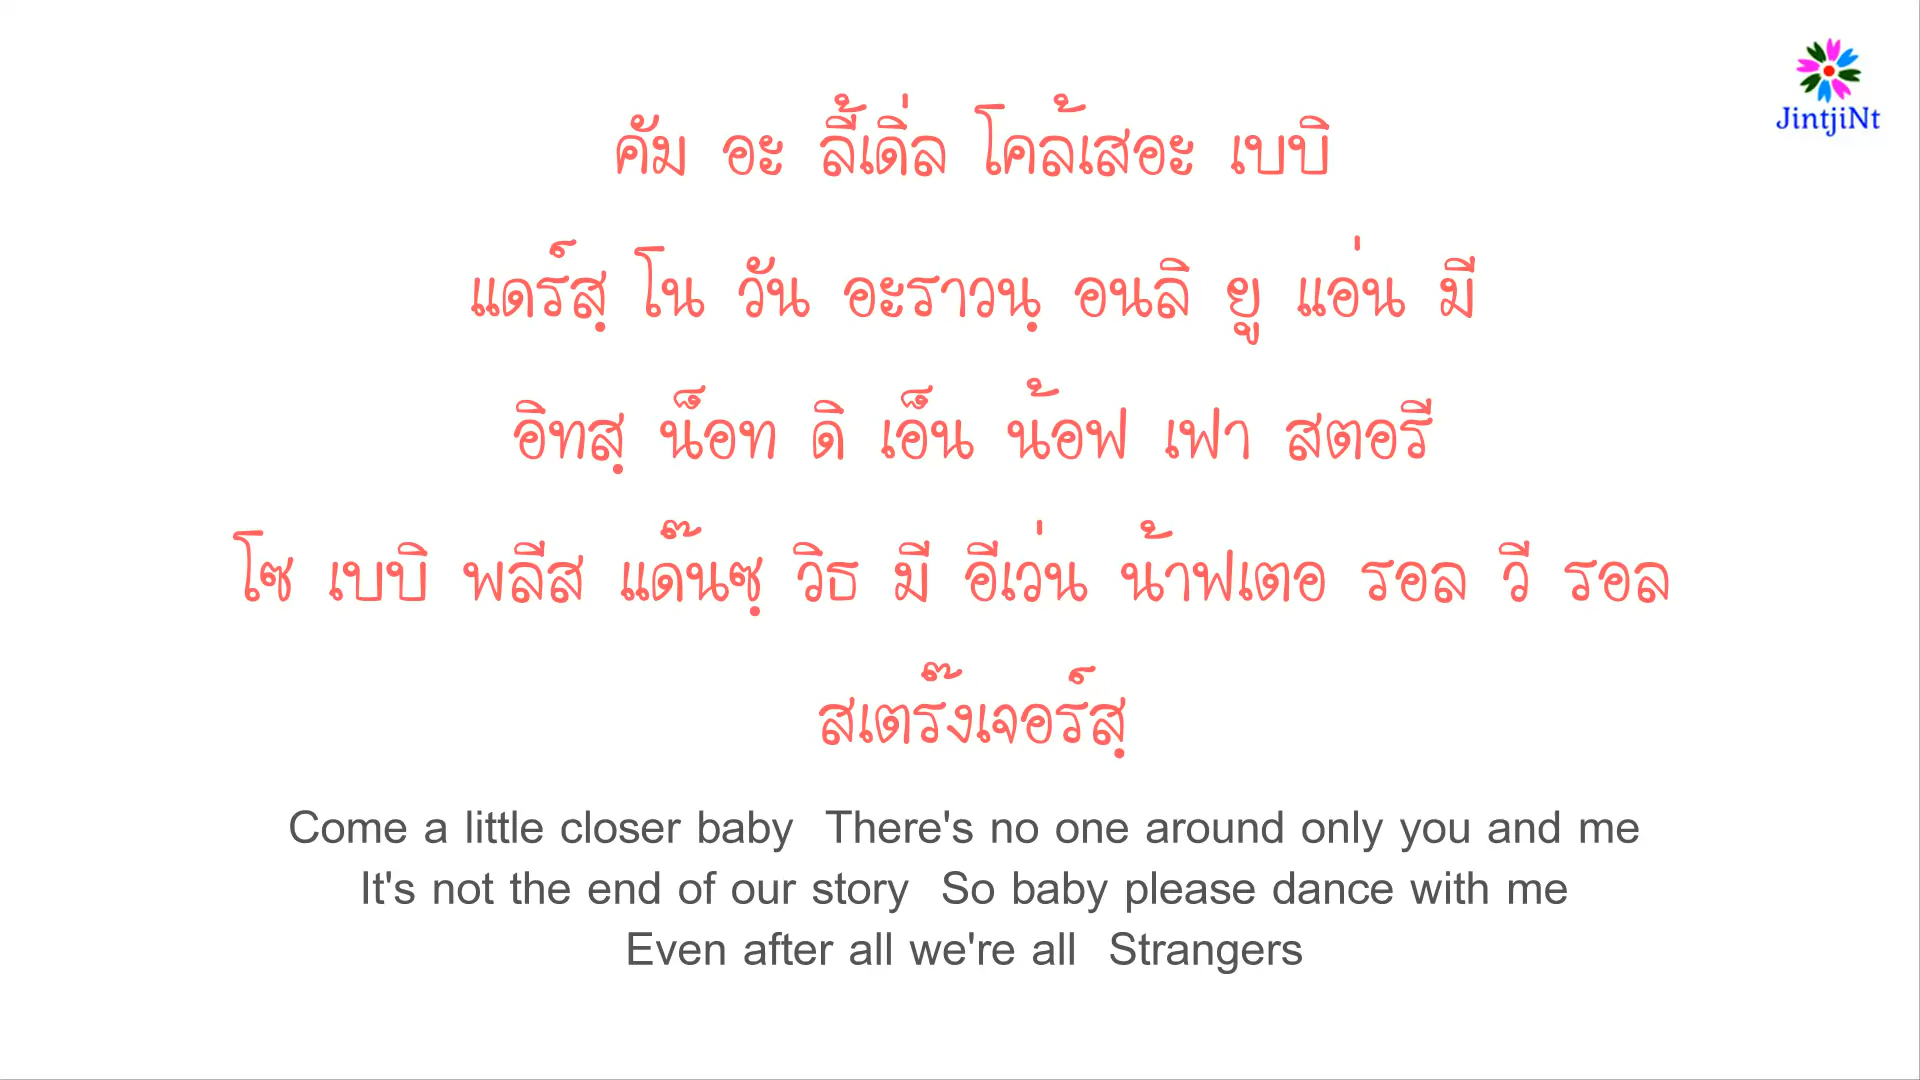 JintjiNt
คัม อะ ลี้เดิ่ล โคล้เสอะ เบบิ
แดร์สฺ โน วัน อะราวนฺ อนลิ ยู แอ่น มี
อิทสฺ น็อท ดิ เอ็น น้อฟ เฟา สตอรี
โซ เบบิ พลีส แด๊นซฺ วิธ มี อีเว่น น้าฟเตอ รอล วี รอล
สเตร๊งเจอร์สฺ
Come a little closer baby  There's no one around only you and me
It's not the end of our story  So baby please dance with me
Even after all we're all  Strangers